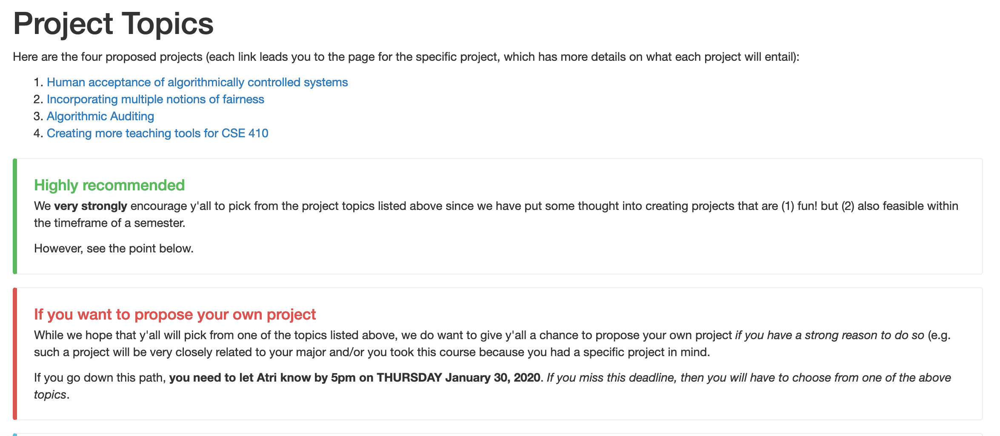 Project Topics
Here are the four proposed projects (each link leads you to the page for the specific project, which has more details on what each project will entail):
1. Human acceptance of algorithmically controlled systems
2. Incorporating multiple notions of fairness
3. Algorithmic Auditing
4. Creating more teaching tools for CSE 410
Highly recommended
We very strongly encourage y'all to pick from the project topics listed above since we have put some thought into creating projects that are (1) fun! but (2) also feasible within
the timeframe of a semester.
However, see the point below.
If you want to propose your own project
While we hope that y'all will pick from one of the topics listed above, we do want to give y'all a chance to propose your own project if you have a strong reason to do so (e.g.
such a project will be very closely related to your major and/or you took this course because you had a specific project in mind.
If you go down this path, you need to let Atri know by 5pm on THURSDAY January 30, 2020. If you miss this deadline, then you will have to choose from one of the above
topics.